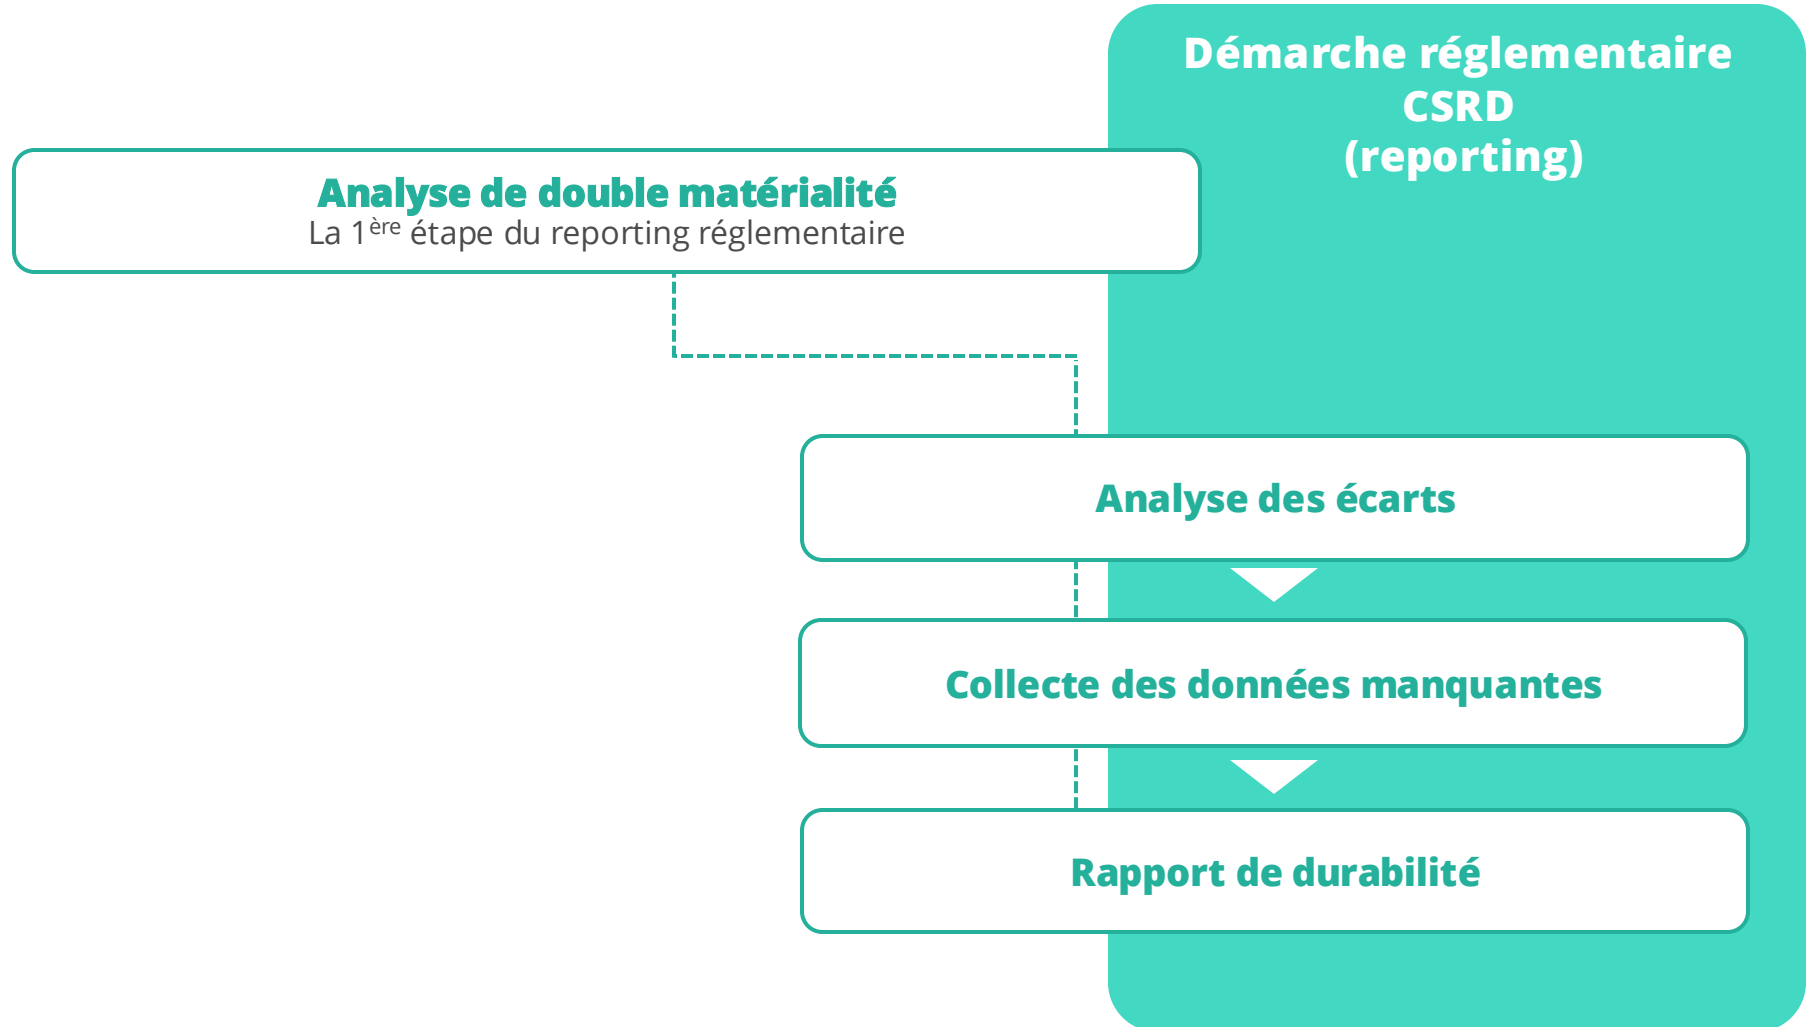 Démarche réglementaire
CSRD
(reporting)
Analyse de double matérialité
La 1ère étape du reporting réglementaire
Analyse des écarts
Collecte des données manquantes
Rapport de durabilité